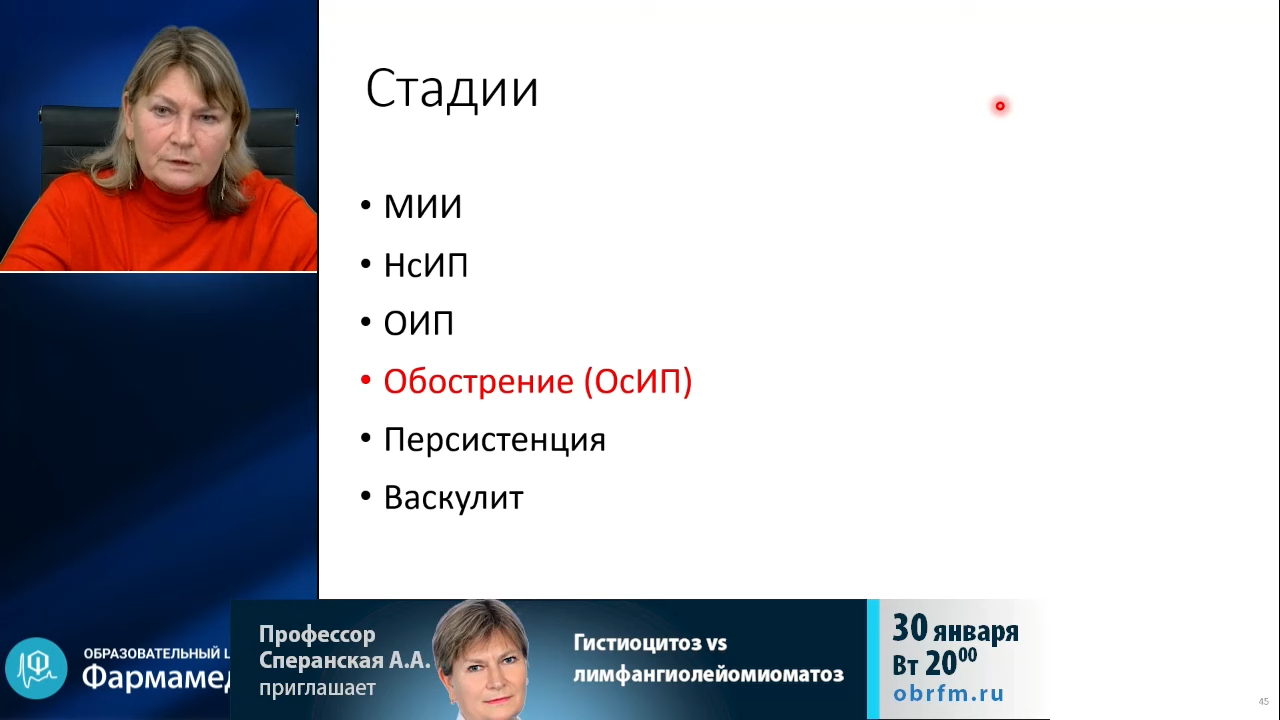 Стадии
• МИИ
• НсИП
• ОИП
• Обострение (ОсИП)
• Персистенция
• Васкулит
ОБРАЗОВАТЕЛЬНЫЙ Ц
Фармамед
Профессор
Сперанская А.А.
приглашает
Гистиоцитоз vs
лимфангиолейомиоматоз
30 января
Вт 20⁰⁰
obrfm.ru
45